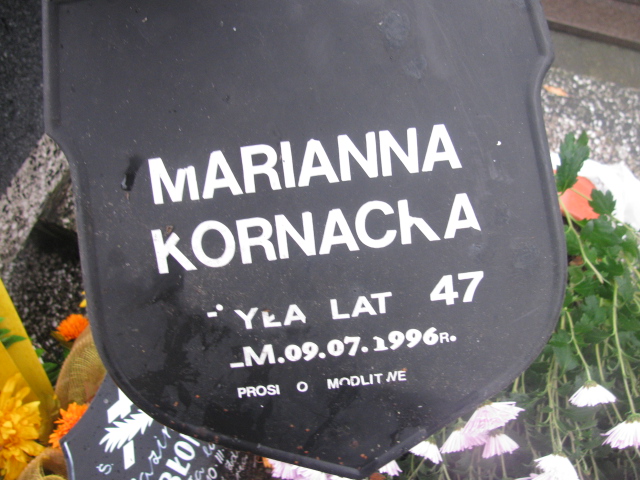 MARIANNA
KORNACKA
YŁA LAT 47
M.09.07.1996R.
PROSI O MODLITWE